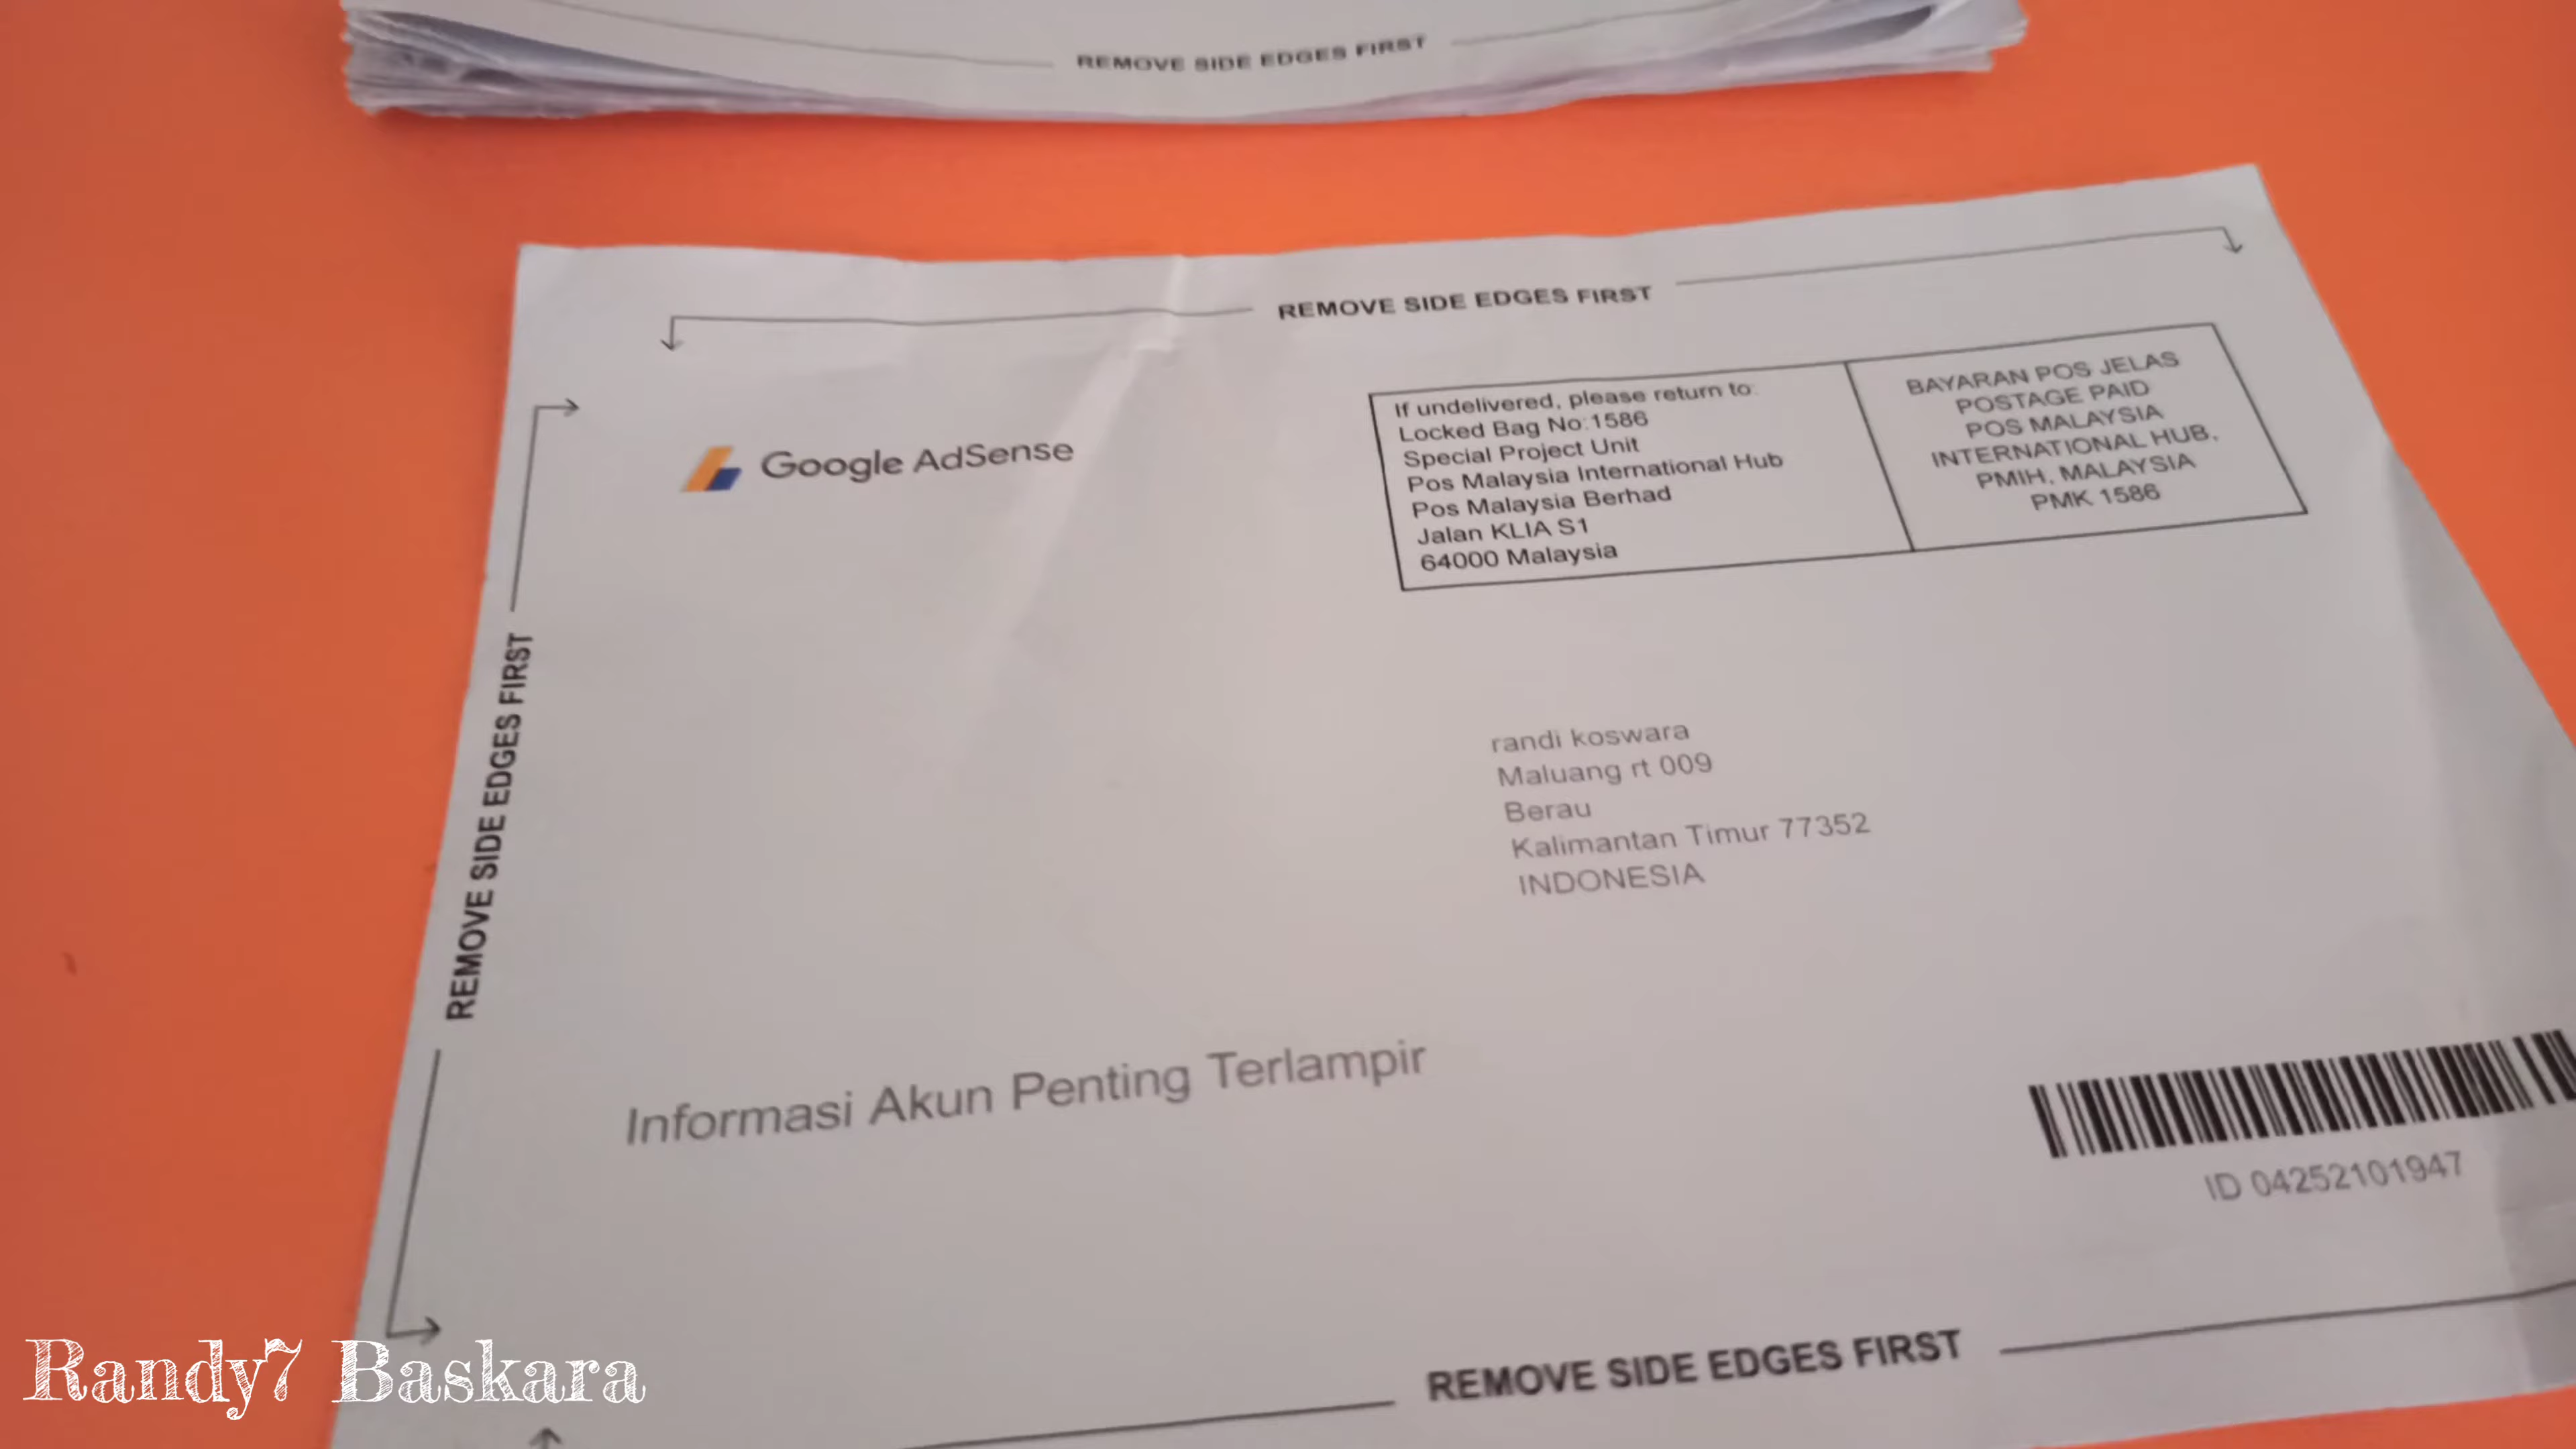 REMOVE SIDE EDGES FIRST
REMOVE SIDE EDGES FIRST
Google AdSense
If undelivered, please return to:
Locked Bag No:1586
Special Project Unit
Pos Malaysia International Hub
Pos Malaysia Berhad
Jalan KLIA S1
64000 Malaysia
BAYARAN POS JELAS
POSTAGE PAID
POS MALAYSIA
INTERNATIONAL HUB,
PMIH, MALAYSIA
PMK 1586
REMOVE SIDE EDGES FIRST
randi koswara
Maluang rt 009
Berau
Kalimantan Timur 77352
INDONESIA
Informasi Akun Penting Terlampir
ID 04252101947
REMOVE SIDE EDGES FIRST
Randy7 Baskara